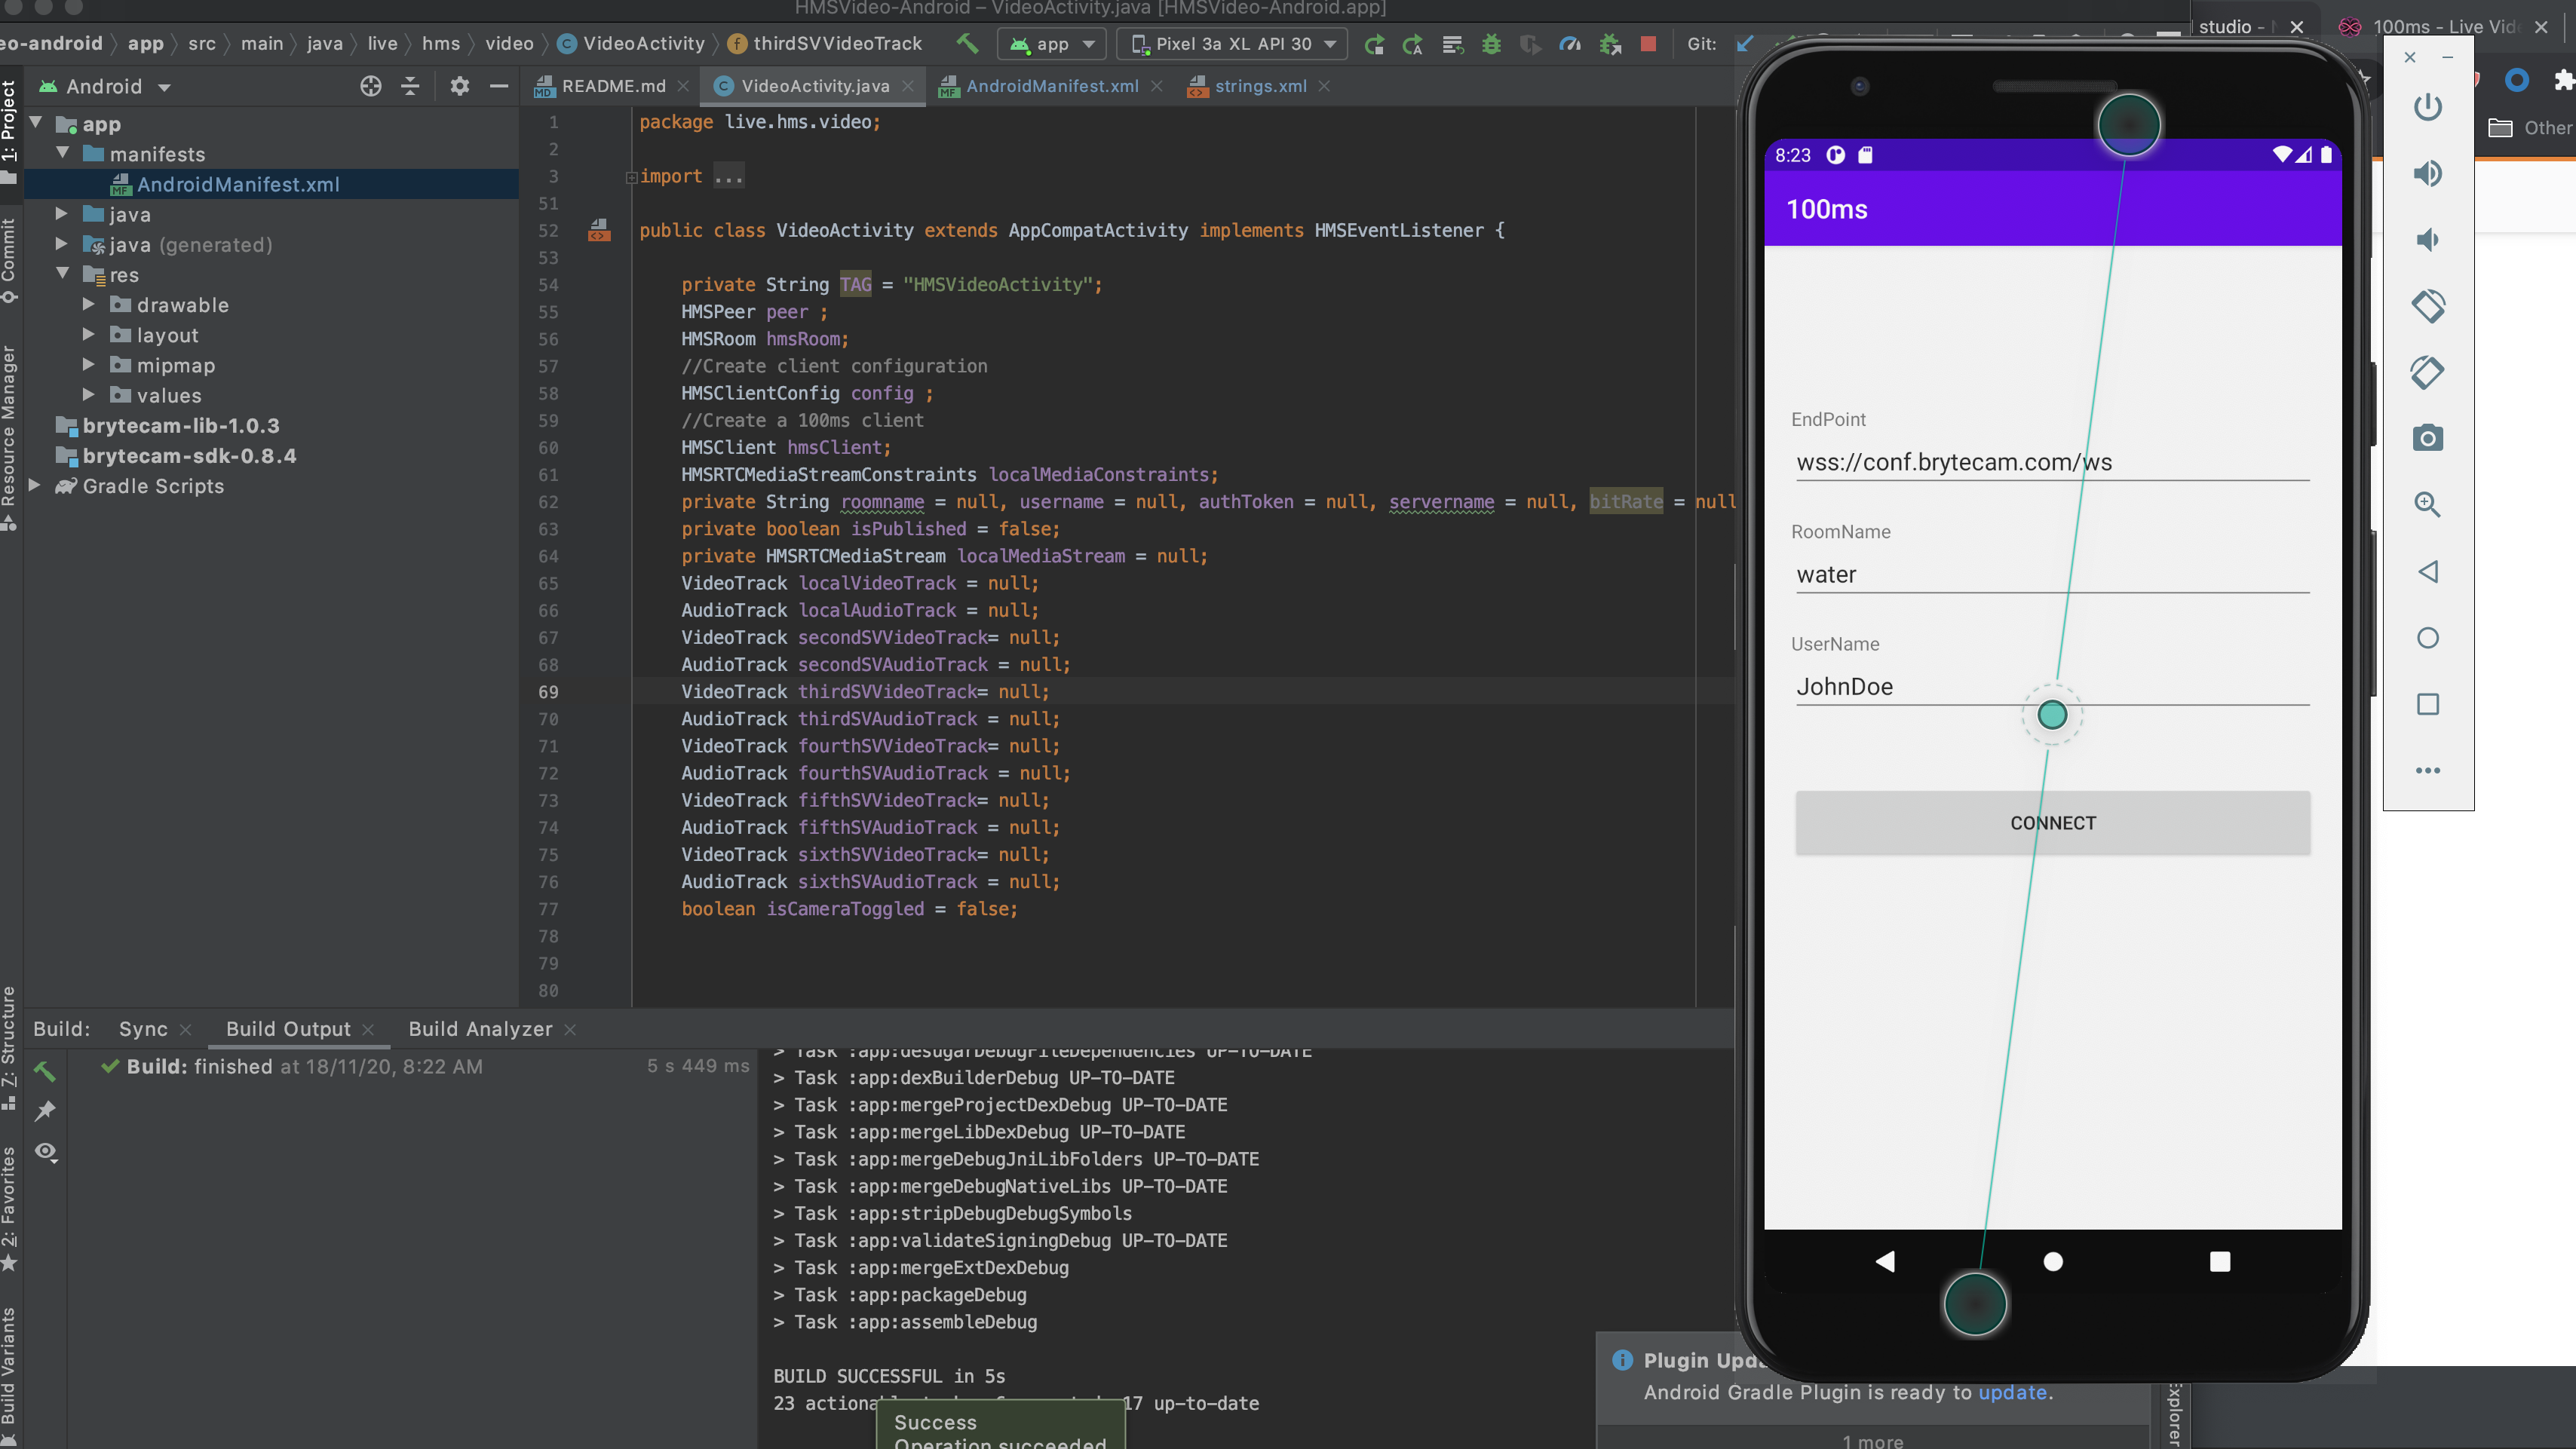 HMSVideo-Android – VideoActivity.java [HMSVideo-Android.app]
eo-android
app
src
main
java
live
hms
video
VideoActivity
thirdSVVideoTrack
app
Pixel 3a XL API 30
Git:
studio -
100ms - Live Vid
Android
README.md
VideoActivity.java
AndroidManifest.xml
strings.xml
Other
1: Project
Commit
Resource Manager
Z: Structure
2: Favorites
Build Variants
app
manifests
AndroidManifest.xml
java
java (generated)
res
drawable
layout
mipmap
values
brytecam-lib-1.0.3
brytecam-sdk-0.8.4
Gradle Scripts
1 package live.hms.video;
2
3 import ...
51
52 public class VideoActivity extends AppCompatActivity implements HMSEventListener {
53
54 private String TAG = "HMSVideoActivity";
55 HMSPeer peer ;
56 HMSRoom hmsRoom;
57 //Create client configuration
58 HMSClientConfig config ;
59 //Create a 100ms client
60 HMSClient hmsClient;
61 HMSRTCMediaStreamConstraints localMediaConstraints;
62 private String roomname = null, username = null, authToken = null, servername = null, bitRate = null
63 private boolean isPublished = false;
64 private HMSRTCMediaStream localMediaStream = null;
65 VideoTrack localVideoTrack = null;
66 AudioTrack localAudioTrack = null;
67 VideoTrack secondSVVideoTrack= null;
68 AudioTrack secondSVAudioTrack = null;
69 VideoTrack thirdSVVideoTrack= null;
70 AudioTrack thirdSVAudioTrack = null;
71 VideoTrack fourthSVVideoTrack= null;
72 AudioTrack fourthSVAudioTrack = null;
73 VideoTrack fifthSVVideoTrack= null;
74 AudioTrack fifthSVAudioTrack = null;
75 VideoTrack sixthSVVideoTrack= null;
76 AudioTrack sixthSVAudioTrack = null;
77 boolean isCameraToggled = false;
78
79
80
8:23
100ms
EndPoint
wss://conf.brytecam.com/ws
RoomName
water
UserName
JohnDoe
CONNECT
Build:
Sync
Build Output
Build Analyzer
Build: finished at 18/11/20, 8:22 AM
5 s 449 ms
> Task :app:desugarDebugFileDependencies UP-TO-DATE
> Task :app:dexBuilderDebug UP-TO-DATE
> Task :app:mergeProjectDexDebug UP-TO-DATE
> Task :app:mergeLibDexDebug UP-TO-DATE
> Task :app:mergeDebugJniLibFolders UP-TO-DATE
> Task :app:mergeDebugNativeLibs UP-TO-DATE
> Task :app:stripDebugDebugSymbols
> Task :app:validateSigningDebug UP-TO-DATE
> Task :app:mergeExtDexDebug
> Task :app:packageDebug
> Task :app:assembleDebug
BUILD SUCCESSFUL in 5s
23 actiona
17 up-to-date
Success
Operation succeeded
Plugin Upda
Android Gradle Plugin is ready to update.
1 more
Explorer